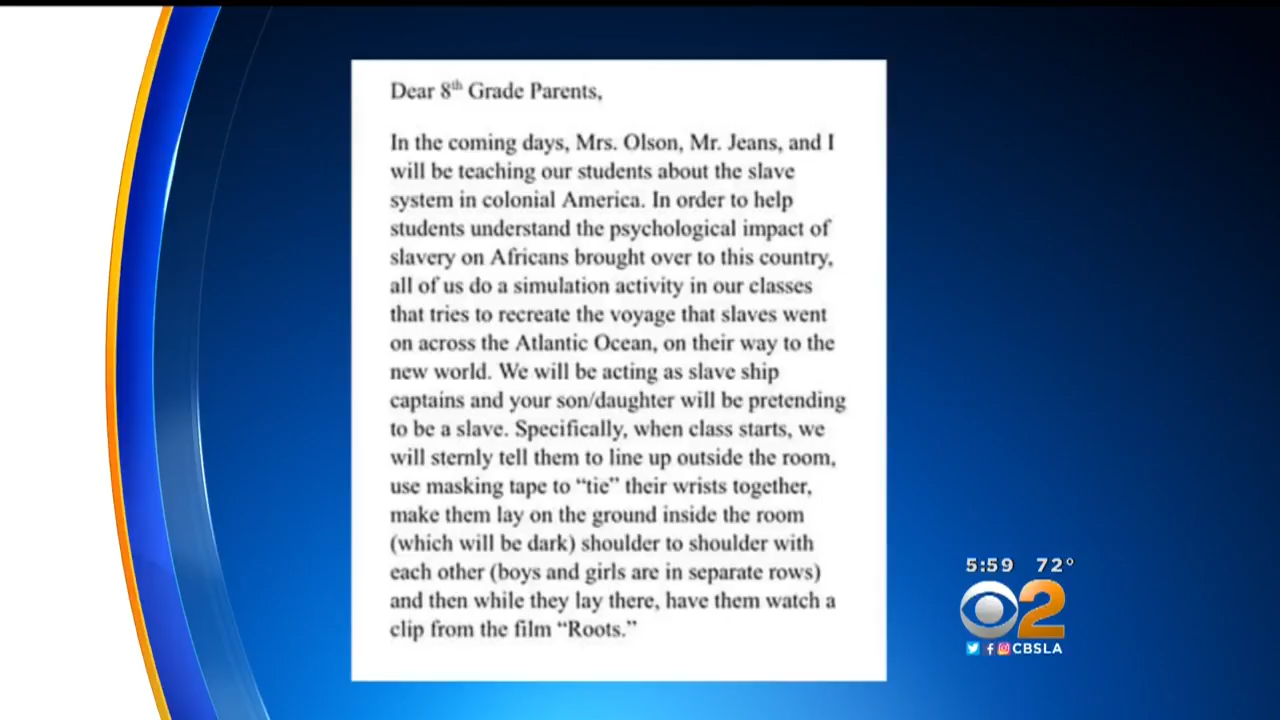 Dear 8th Grade Parents,
In the coming days, Mrs. Olson, Mr. Jeans, and I
will be teaching our students about the slave
system in colonial America. In order to help
students understand the psychological impact of
slavery on Africans brought over to this country,
all of us do a simulation activity in our classes
that tries to recreate the voyage that slaves went
on across the Atlantic Ocean, on their way to the
new world. We will be acting as slave ship
captains and your son/daughter will be pretending
to be a slave. Specifically, when class starts, we
will sternly tell them to line up outside the room,
use masking tape to “tie” their wrists together,
make them lay on the ground inside the room
(which will be dark) shoulder to shoulder with
each other (boys and girls are in separate rows)
and then while they lay there, have them watch a
clip from the film “Roots.”
5:59 72°
2
CBSLA